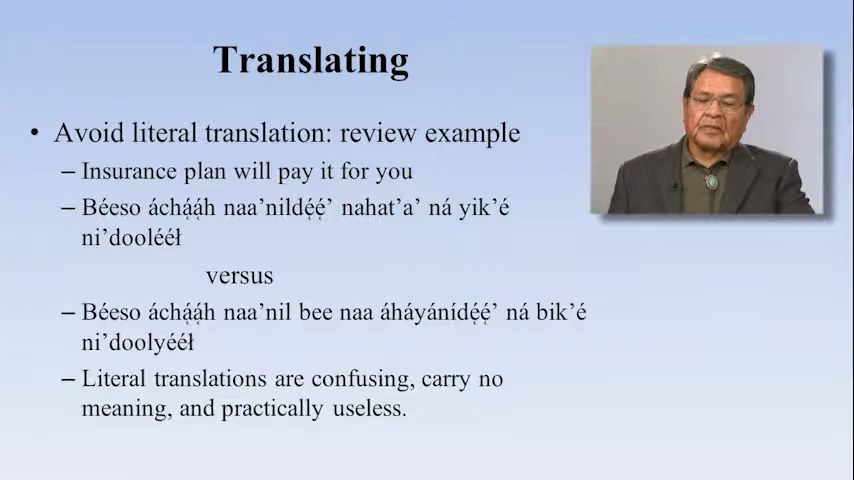 Translating
• Avoid literal translation: review example
– Insurance plan will pay it for you
– Béeso áchą́ą́h naa’nildę́ę́’ nahat’a’ ná yik’é
ni’dooléél
versus
– Béeso áchą́ą́h naa’nil bee naa áháyánídę́ę́’ ná bik’é
ni’doolyéél
– Literal translations are confusing, carry no
meaning, and practically useless.